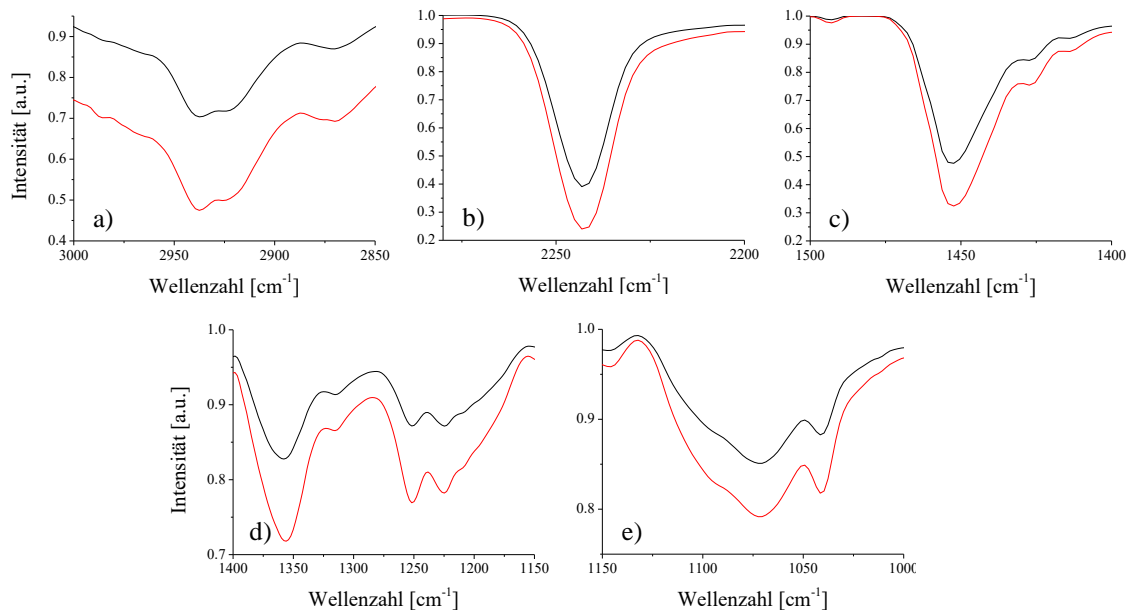 0.9
0.8
0.7
0.6
0.5
0.4
Intensität [a.u.]
a)
3000 2950 2900 2850
Wellenzahl [cm-1]
1.0
0.9
0.8
0.7
0.6
0.5
0.4
0.3
0.2
b)
2250 2200
Wellenzahl [cm-1]
1.0
0.9
0.8
0.7
0.6
0.5
0.4
0.3
0.2
c)
1500 1450 1400
Wellenzahl [cm-1]
1.0
0.9
0.8
0.7
Intensität [a.u.]
d)
1400 1350 1300 1250 1200 1150
Wellenzahl [cm-1]
1.0
0.9
0.8
Intensität [a.u.]
e)
1150 1100 1050 1000
Wellenzahl [cm-1]